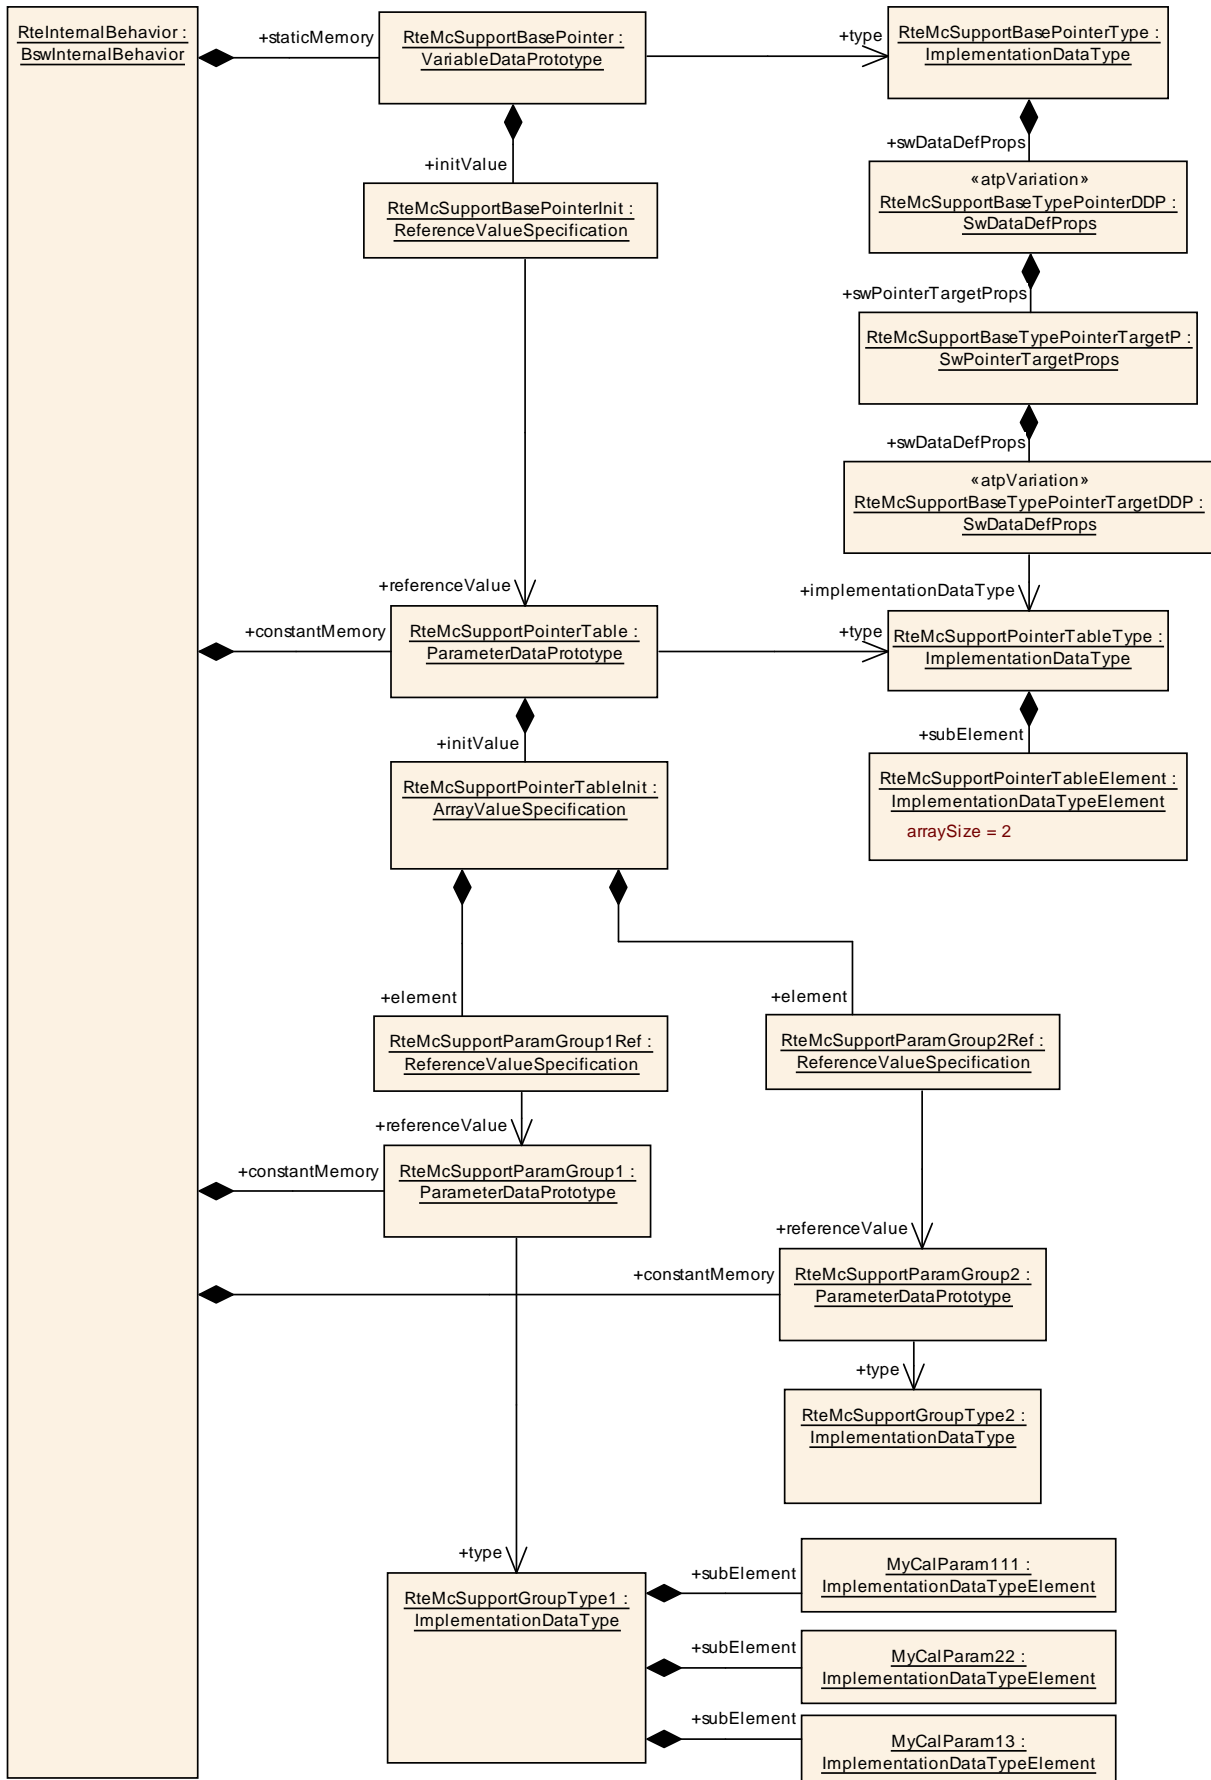 RteInternalBehavior :
BswInternalBehavior
+staticMemory
RteMcSupportBasePointer :
VariableDataPrototype
+type
RteMcSupportBasePointerType :
ImplementationDataType
+initValue
+swDataDefProps
RteMcSupportBasePointerInit :
ReferenceValueSpecification
«atpVariation»
RteMcSupportBaseTypePointerDDP :
SwDataDefProps
+swPointerTargetProps
RteMcSupportBaseTypePointerTargetP :
SwPointerTargetProps
+swDataDefProps
«atpVariation»
RteMcSupportBaseTypePointerTargetDDP :
SwDataDefProps
+referenceValue
+implementationDataType
+constantMemory
RteMcSupportPointerTable :
ParameterDataPrototype
+type
RteMcSupportPointerTableType :
ImplementationDataType
+initValue
+subElement
RteMcSupportPointerTableInit :
ArrayValueSpecification
RteMcSupportPointerTableElement :
ImplementationDataTypeElement
arraySize = 2
+element
+element
RteMcSupportParamGroup1Ref :
ReferenceValueSpecification
RteMcSupportParamGroup2Ref :
ReferenceValueSpecification
+referenceValue
+constantMemory
RteMcSupportParamGroup1 :
ParameterDataPrototype
+referenceValue
+constantMemory
RteMcSupportParamGroup2 :
ParameterDataPrototype
+type
RteMcSupportGroupType2 :
ImplementationDataType
+type
RteMcSupportGroupType1 :
ImplementationDataType
+subElement
MyCalParam111 :
ImplementationDataTypeElement
+subElement
MyCalParam22 :
ImplementationDataTypeElement
+subElement
MyCalParam13 :
ImplementationDataTypeElement